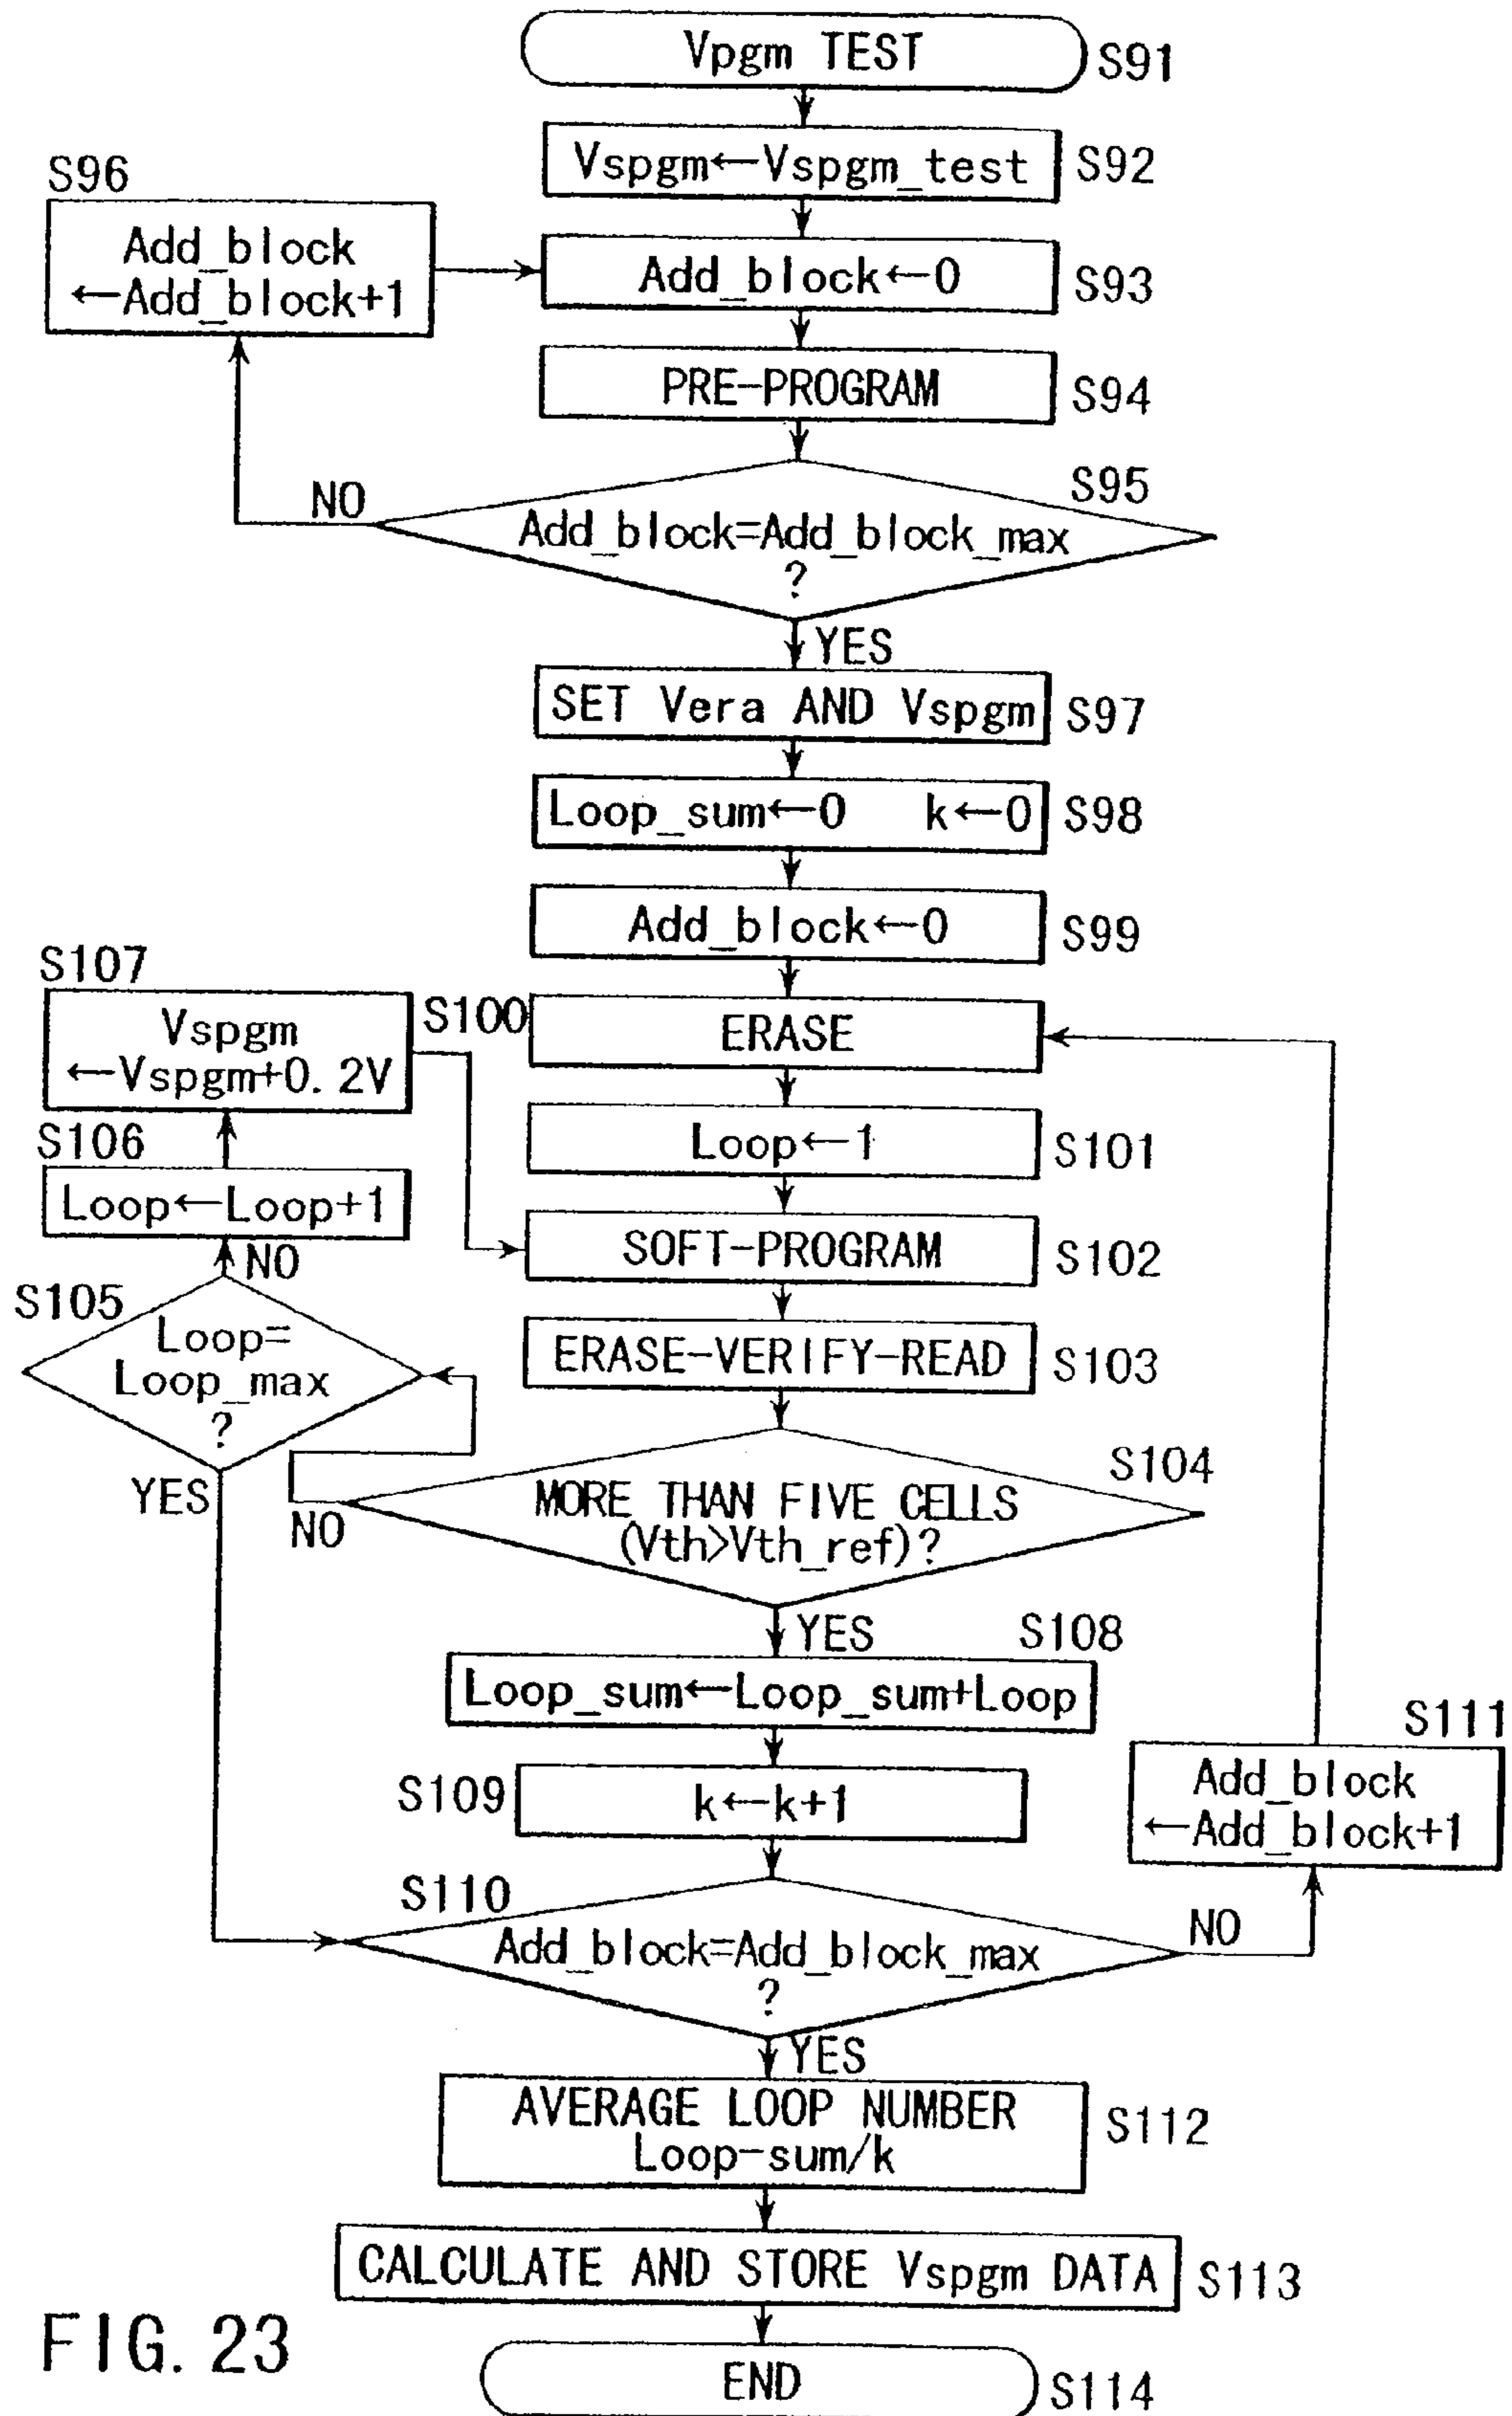 Vpgm TEST
S91
Vspgm←Vspgm_test
S92
S96
Add_block
←Add_block+1
Add_block←0
S93
PRE-PROGRAM
S94
S95
NO
Add_block=Add_block_max
?
YES
SET Vera AND Vspgm
S97
Loop_sum←0 k←0
S98
Add_block←0
S99
S107
Vspgm
←Vspgm+0.2V
S100
ERASE
S106
Loop←Loop+1
Loop←1
S101
NO
SOFT-PROGRAM
S102
S105
Loop=
Loop_max
?
YES
ERASE-VERIFY-READ
S103
S104
MORE THAN FIVE CELLS
(Vth>Vth_ref)?
NO
YES
S108
Loop_sum←Loop_sum+Loop
S111
Add_block
←Add_block+1
S109
k←k+1
S110
Add_block=Add_block_max
?
NO
YES
AVERAGE LOOP NUMBER
Loop-sum/k
S112
CALCULATE AND STORE Vspgm DATA
S113
END
S114
FIG. 23